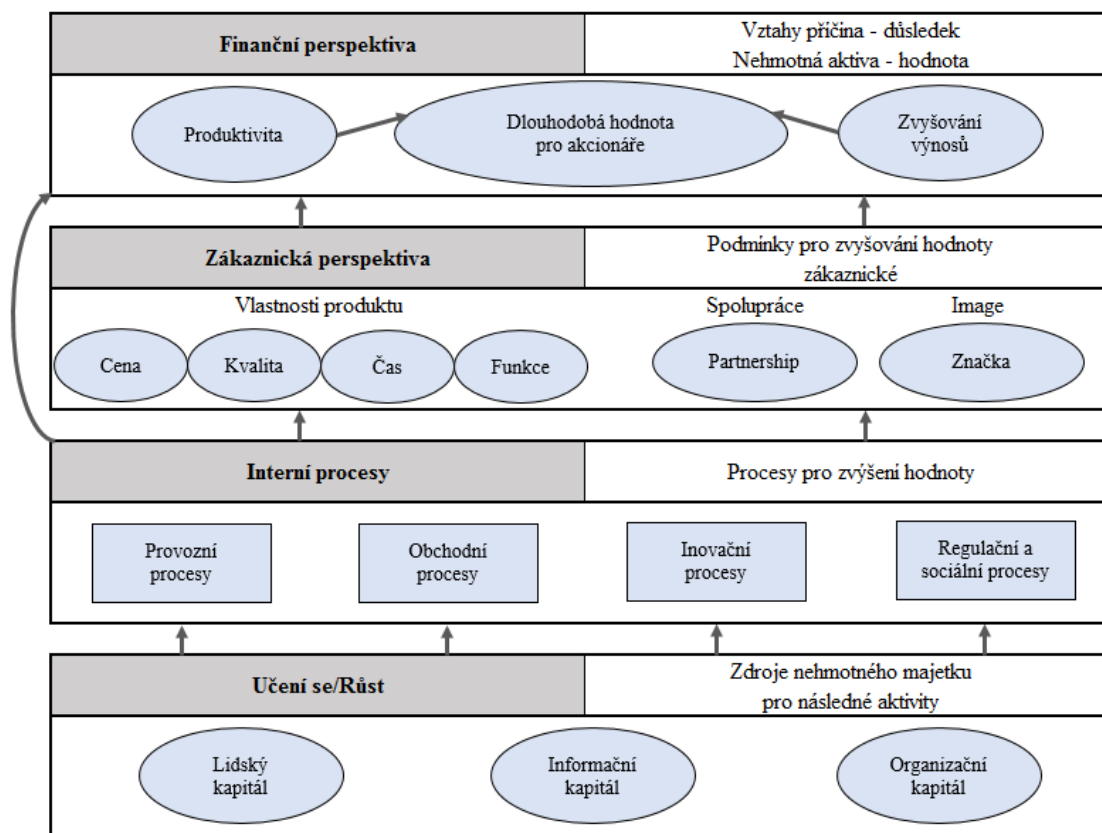 Finanční perspektiva
Vztahy příčina - důsledek
Nehmotná aktiva - hodnota
Produktivita
Dlouhodobá hodnota
pro akcionáře
Zvyšování
výnosů
Zákaznická perspektiva
Podmínky pro zvyšování hodnoty
zákaznické
Vlastnosti produktu
Spolupráce
Image
Cena
Kvalita
Čas
Funkce
Partnership
Značka
Interní procesy
Procesy pro zvýšení hodnoty
Provozní
procesy
Obchodní
procesy
Inovační
procesy
Regulační a
sociální procesy
Učení se/Růst
Zdroje nehmotného majetku
pro následné aktivity
Lidský
kapitál
Informační
kapitál
Organizační
kapitál